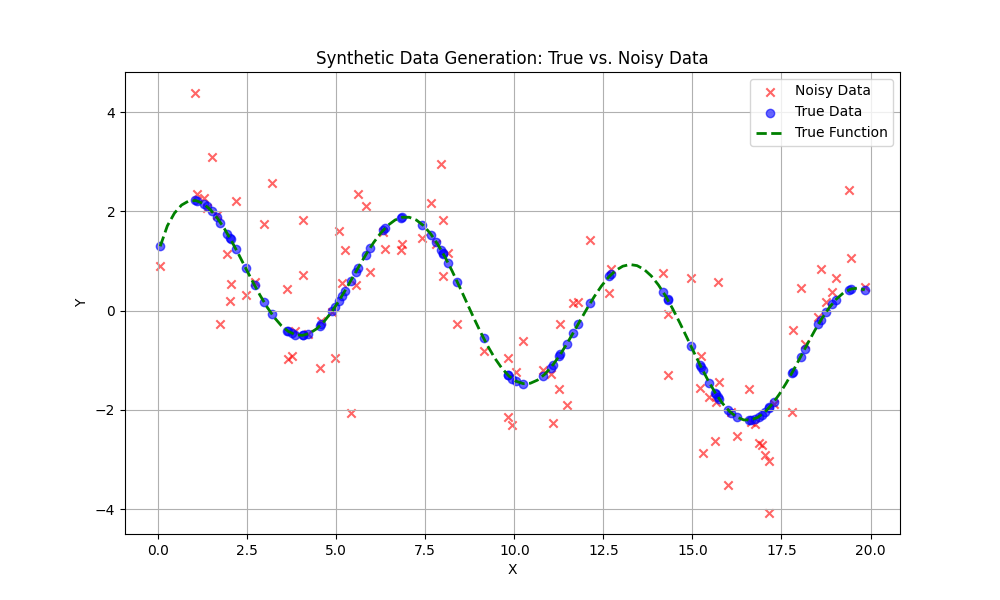 Synthetic Data Generation: True vs. Noisy Data
Noisy Data
True Data
True Function
4
2
0
−2
−4
Y
0.0 2.5 5.0 7.5 10.0 12.5 15.0 17.5 20.0
X